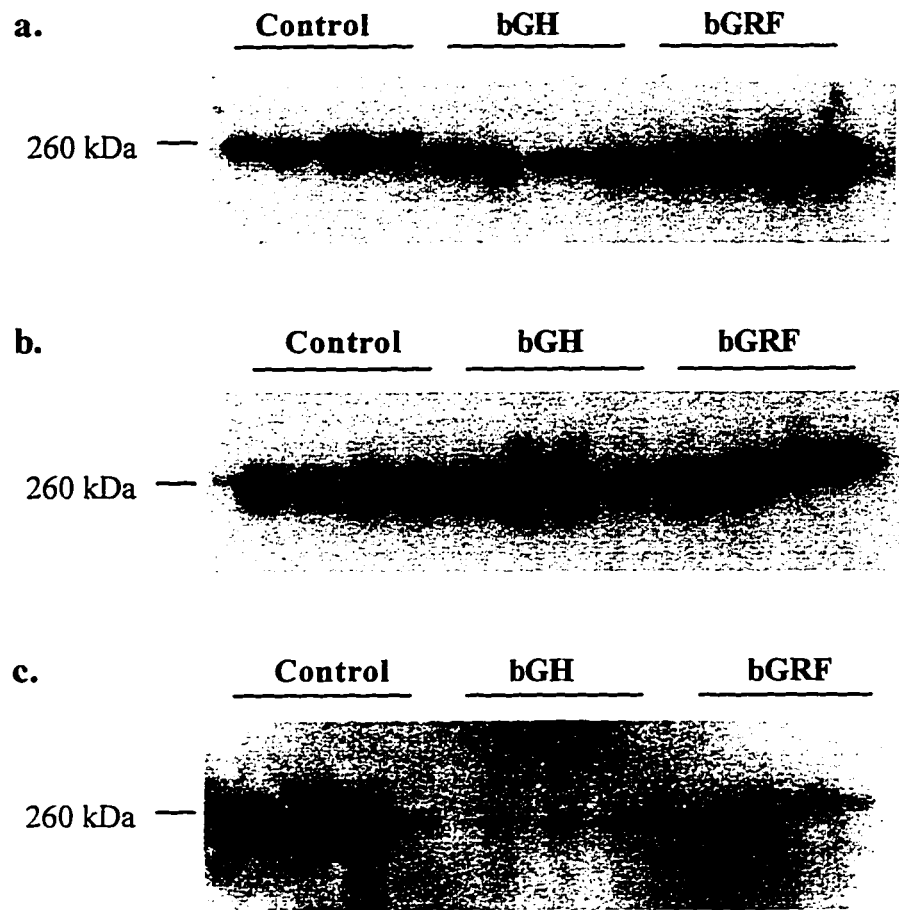 a. Control bGH bGRF
260 kDa
b. Control bGH bGRF
260 kDa
c. Control bGH bGRF
260 kDa